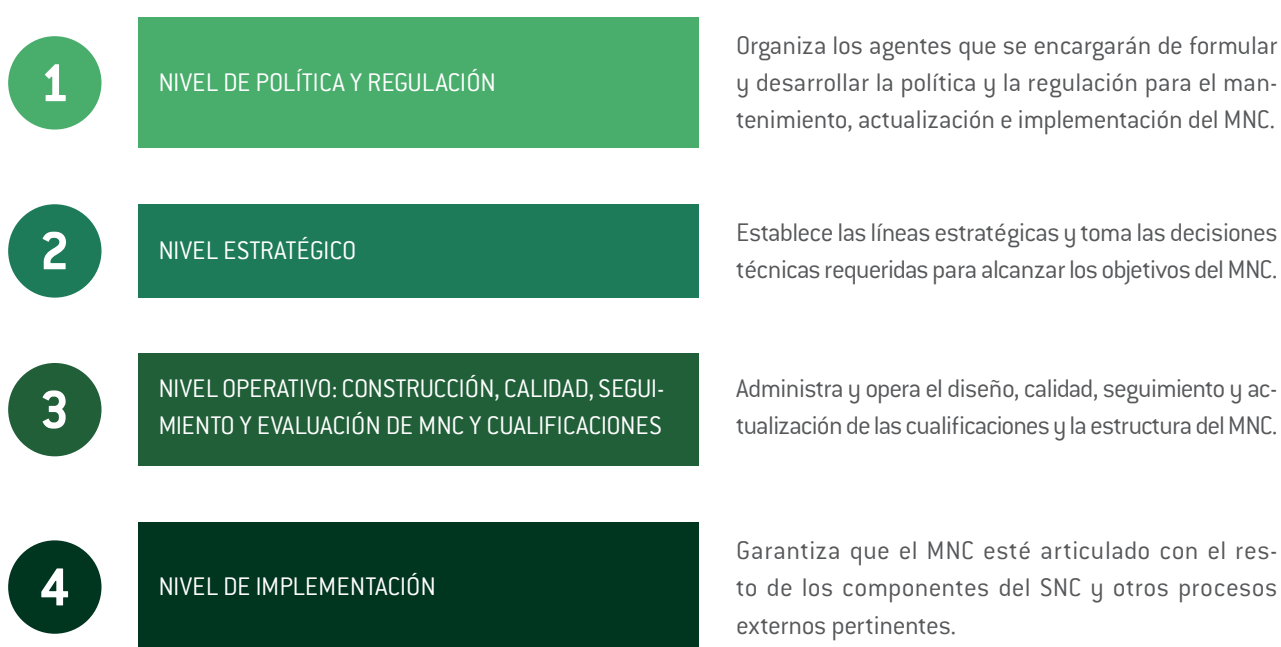 1
NIVEL DE POLÍTICA Y REGULACIÓN
Organiza los agentes que se encargarán de formular
y desarrollar la política y la regulación para el man-
tenimiento, actualización e implementación del MNC.
2
NIVEL ESTRATÉGICO
Establece las líneas estratégicas y toma las decisiones
técnicas requeridas para alcanzar los objetivos del MNC.
3
NIVEL OPERATIVO: CONSTRUCCIÓN, CALIDAD, SEGUI-
MIENTO Y EVALUACIÓN DE MNC Y CUALIFICACIONES
Administra y opera el diseño, calidad, seguimiento y ac-
tualización de las cualificaciones y la estructura del MNC.
4
NIVEL DE IMPLEMENTACIÓN
Garantiza que el MNC esté articulado con el res-
to de los componentes del SNC y otros procesos
externos pertinentes.